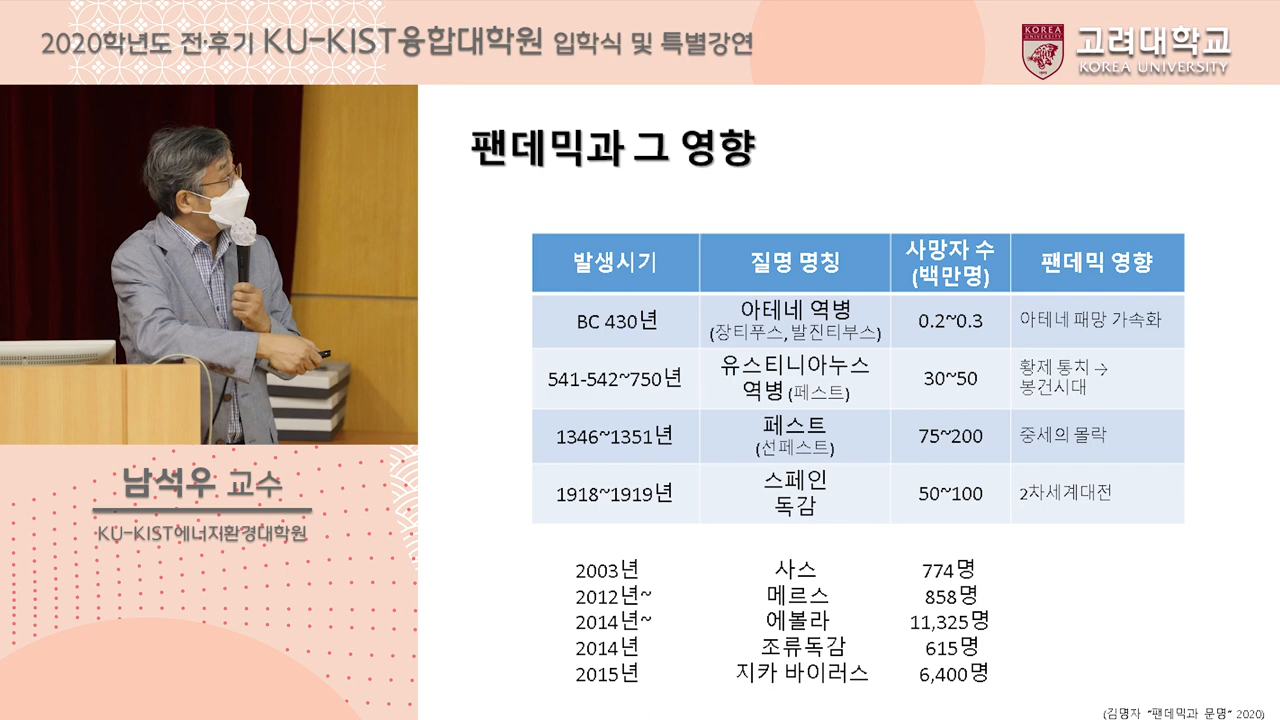 2020학년도 전·후기 KU-KIST융합대학원 입학식 및 특별강연
KOREA
UNIVERSITY
1905
고려대학교
KOREA UNIVERSITY
팬데믹과 그 영향
발생시기 질명 명칭 사망자 수 (백만명) 팬데믹 영향
BC 430년 아테네 역병 (장티푸스, 발진티부스) 0.2~0.3 아테네 패망 가속화
541-542~750년 유스티니아누스 역병 (페스트) 30~50 황제 통치 → 봉건시대
1346~1351년 페스트 (선페스트) 75~200 중세의 몰락
1918~1919년 스페인 독감 50~100 2차세계대전
2003년 사스 774명
2012년~ 메르스 858명
2014년~ 에볼라 11,325명
2014년 조류독감 615명
2015년 지카 바이러스 6,400명
(김명자 "팬데믹과 문명" 2020)
남석우 교수
KU-KIST에너지환경대학원